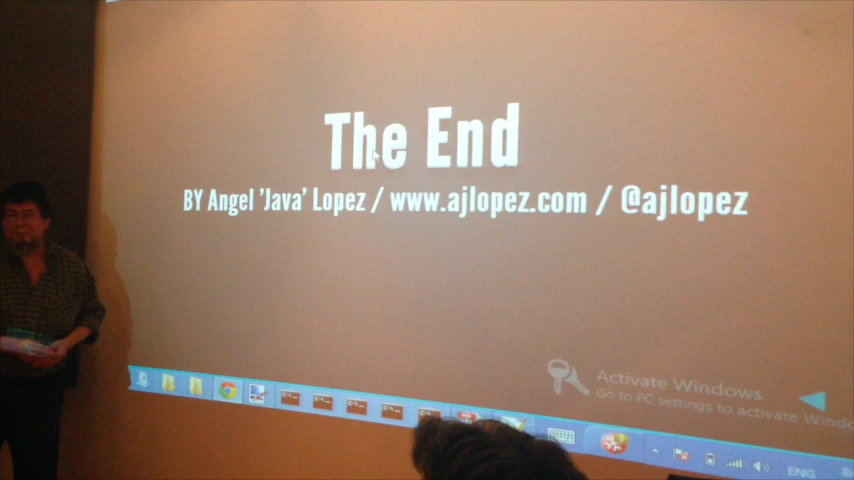 The End
BY Angel 'Java' Lopez / www.ajlopez.com / @ajlopez
Activate Windows
Go to PC settings to activate Windo
ENG